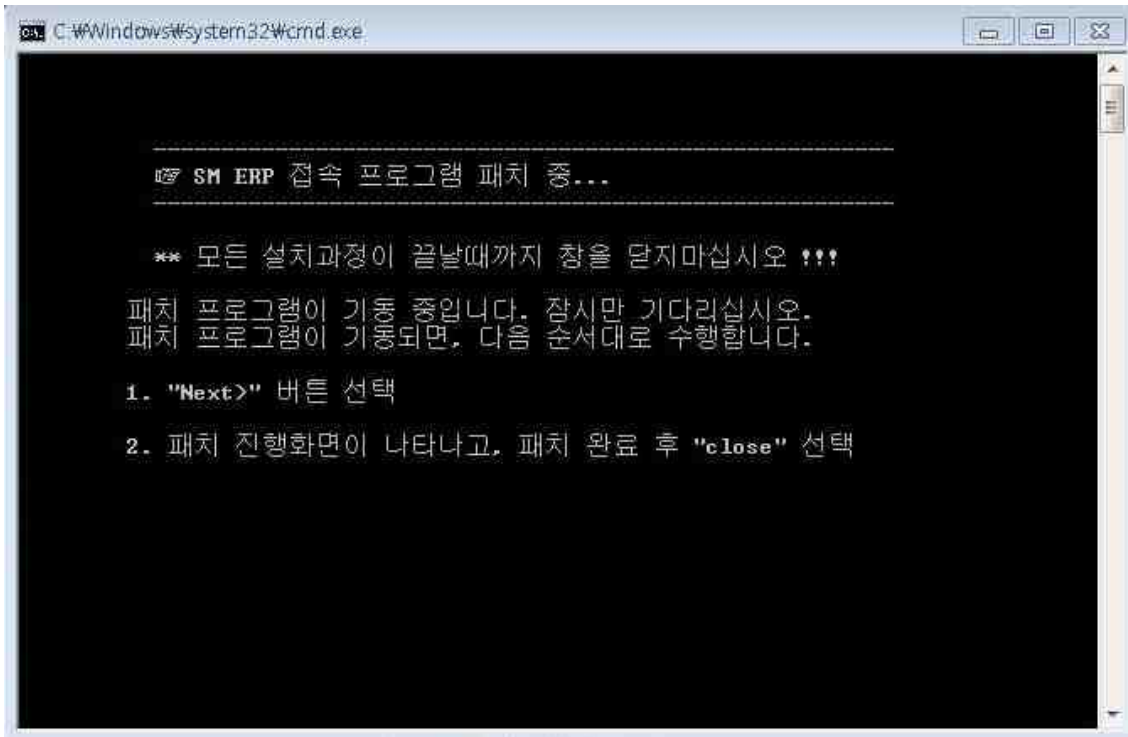 C:₩Windows₩system32₩cmd.exe
☞ SM ERP 접속 프로그램 패치 중...
** 모든 설치과정이 끝날때까지 창을 닫지마십시오 !!!
패치 프로그램이 기동 중입니다. 잠시만 기다리십시오.
패치 프로그램이 기동되면, 다음 순서대로 수행합니다.
1. "Next>" 버튼 선택
2. 패치 진행화면이 나타나고, 패치 완료 후 "close" 선택